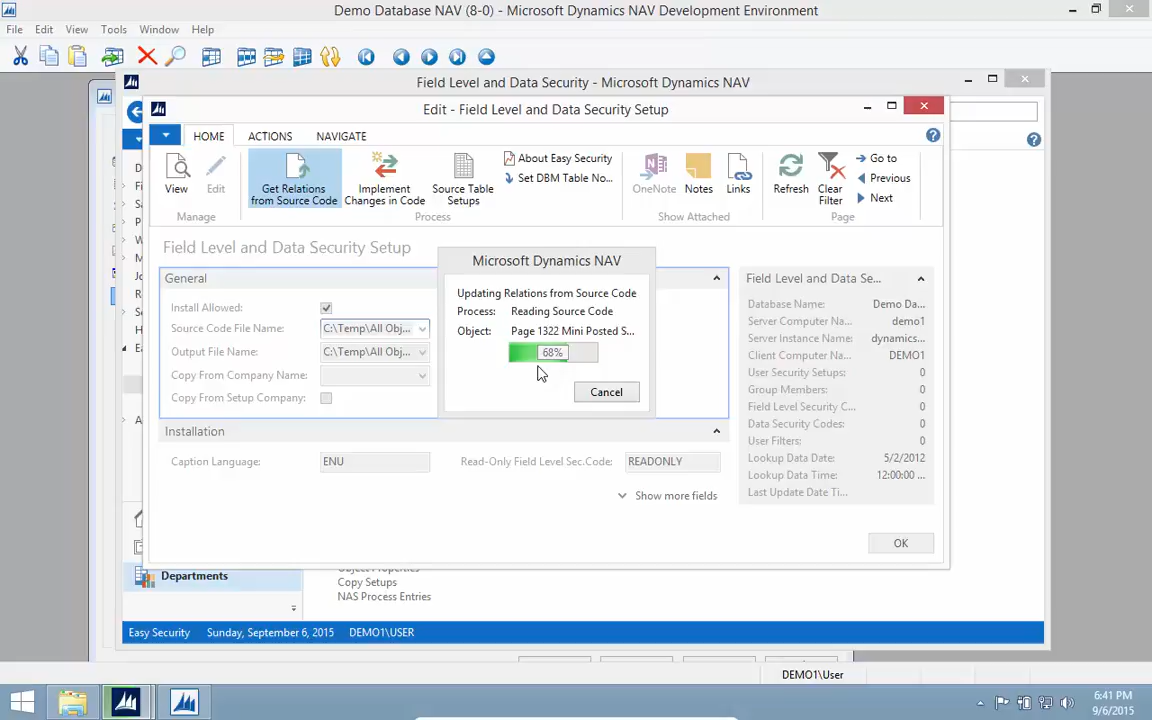 Demo Database NAV (8-0) - Microsoft Dynamics NAV Development Environment
File Edit View Tools Window Help
Field Level and Data Security - Microsoft Dynamics NAV
Edit - Field Level and Data Security Setup
HOME ACTIONS NAVIGATE
View
Edit
Manage
Get Relations
from Source Code
Implement
Changes in Code
Source Table
Setups
About Easy Security
Set DBM Table No...
Process
OneNote
Notes
Links
Show Attached
Refresh
Clear
Filter
Go to
Previous
Next
Page
Field Level and Data Security Setup
General
Install Allowed:
Source Code File Name: C:\Temp\All Obj...
Output File Name: C:\Temp\All Obj...
Copy From Company Name:
Copy From Setup Company:
Installation
Caption Language: ENU
Read-Only Field Level Sec.Code: READONLY
Show more fields
OK
Microsoft Dynamics NAV
Updating Relations from Source Code
Process: Reading Source Code
Object: Page 1322 Mini Posted S...
68%
Cancel
Field Level and Data Se...
Database Name: Demo Da...
Server Computer Na... demo1
Server Instance Name: dynamics...
Client Computer Na... DEMO1
User Security Setups: 0
Group Members: 0
Field Level Security C... 0
Data Security Codes: 0
User Filters: 0
Lookup Data Date: 5/2/2012
Lookup Data Time: 12:00:00 ...
Last Update Date Ti...
Departments
Copy Setups
NAS Process Entries
Easy Security Sunday, September 6, 2015 DEMO1\USER
DEMO1\User
6:41 PM
9/6/2015